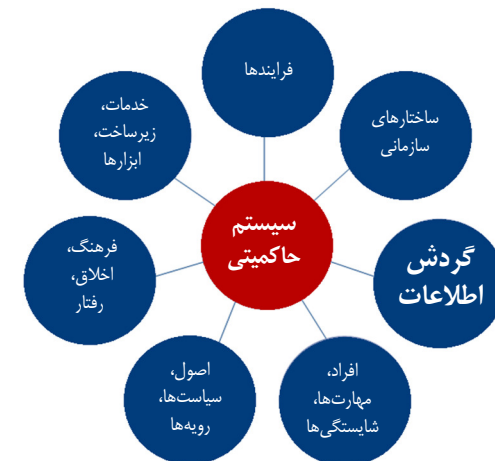 فرایندها
ساختارهای
سازمانی
گردش
اطلاعات
افراد،
مهارت‌ها،
شایستگی‌ها
اصول،
سیاست‌ها،
رویه‌ها
فرهنگ،
اخلاق،
رفتار
خدمات،
زیرساخت،
ابزارها
سیستم
حاکمیتی